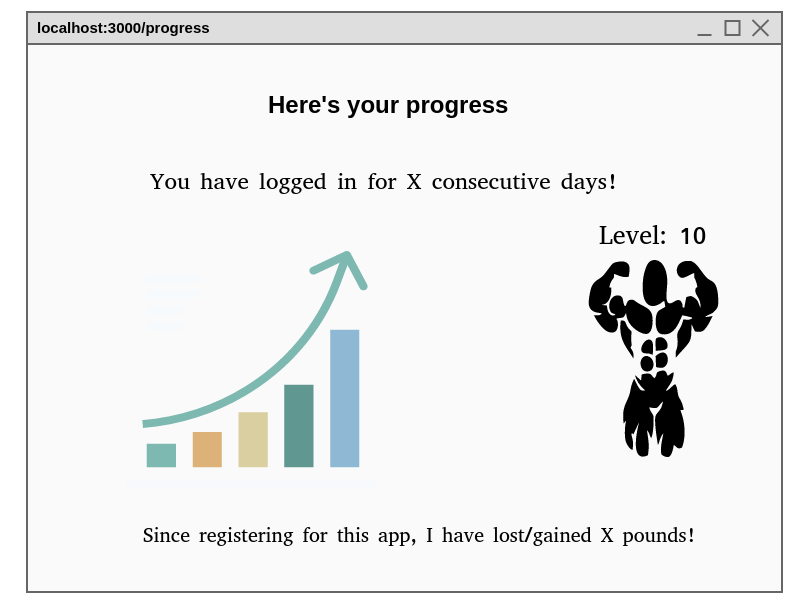 localhost:3000/progress
Here's your progress
You have logged in for X consecutive days!
Level: 10
Since registering for this app, I have lost/gained X pounds!